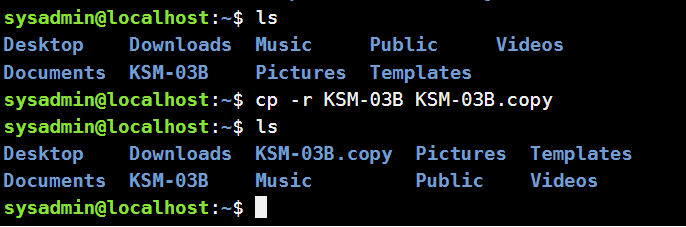 sysadmin@localhost:~$ ls
Desktop    Downloads  Music     Public     Videos
Documents  KSM-03B    Pictures  Templates
sysadmin@localhost:~$ cp -r KSM-03B KSM-03B.copy
sysadmin@localhost:~$ ls
Desktop    Downloads  KSM-03B.copy  Pictures  Templates
Documents  KSM-03B    Music         Public    Videos
sysadmin@localhost:~$